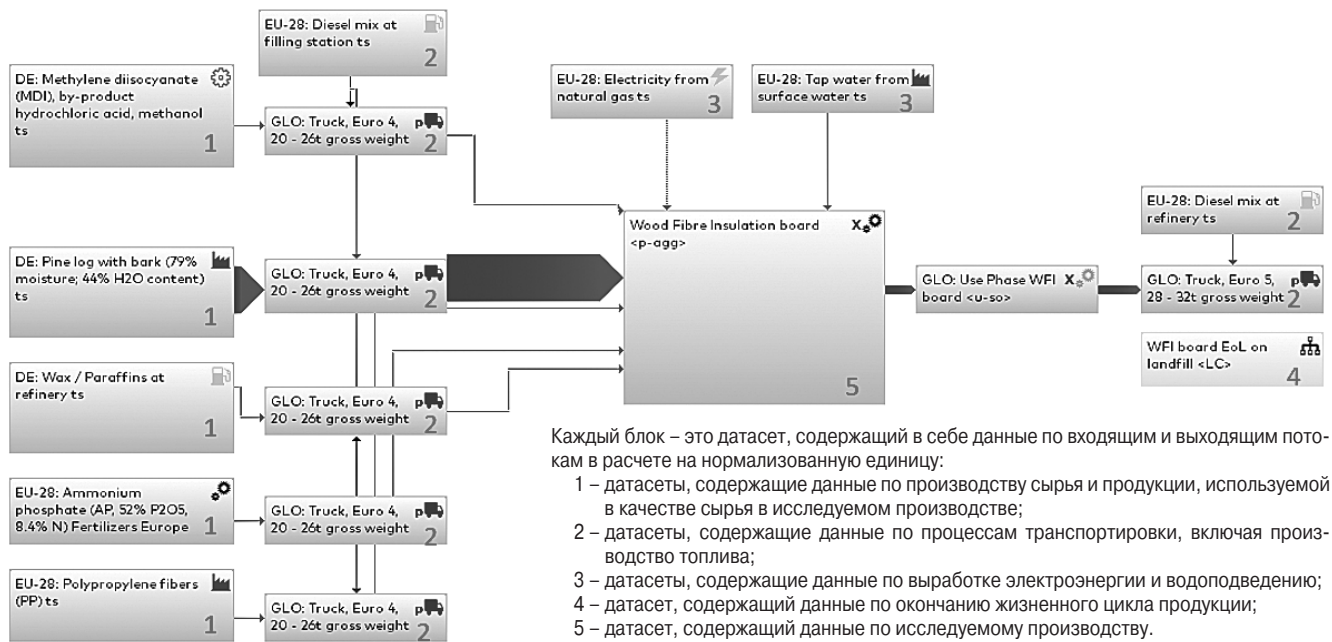 EU-28: Diesel mix at
filling station ts
2
DE: Methylene diisocyanate
(MDI), by-product
hydrochloric acid, methanol
ts
1
GLO: Truck, Euro 4,
20 - 26t gross weight
p
2
EU-28: Electricity from
natural gas ts
3
EU-28: Tap water from
surface water ts
3
DE: Pine log with bark (79%
moisture; 44% H2O content)
ts
1
GLO: Truck, Euro 4,
20 - 26t gross weight
p
2
Wood Fibre Insulation board
<p-agg>
X
5
GLO: Use Phase WFI
board <u-so>
X
EU-28: Diesel mix at
refinery ts
2
GLO: Truck, Euro 5,
28 - 32t gross weight
p
2
WFI board EoL on
landfill <LC>
4
DE: Wax / Paraffins at
refinery ts
1
GLO: Truck, Euro 4,
20 - 26t gross weight
p
2
EU-28: Ammonium
phosphate (AP, 52% P2O5,
8.4% N) Fertilizers Europe
1
GLO: Truck, Euro 4,
20 - 26t gross weight
p
2
EU-28: Polypropylene fibers
(PP) ts
1
GLO: Truck, Euro 4,
20 - 26t gross weight
p
2
Каждый блок – это датасет, содержащий в себе данные по входящим и выходящим пото-
кам в расчете на нормализованную единицу:
1 – датасеты, содержащие данные по производству сырья и продукции, используемой
в качестве сырья в исследуемом производстве;
2 – датасеты, содержащие данные по процессам транспортировки, включая произ-
водство топлива;
3 – датасеты, содержащие данные по выработке электроэнергии и водоподведению;
4 – датасет, содержащий данные по окончанию жизненного цикла продукции;
5 – датасет, содержащий данные по исследуемому производству.